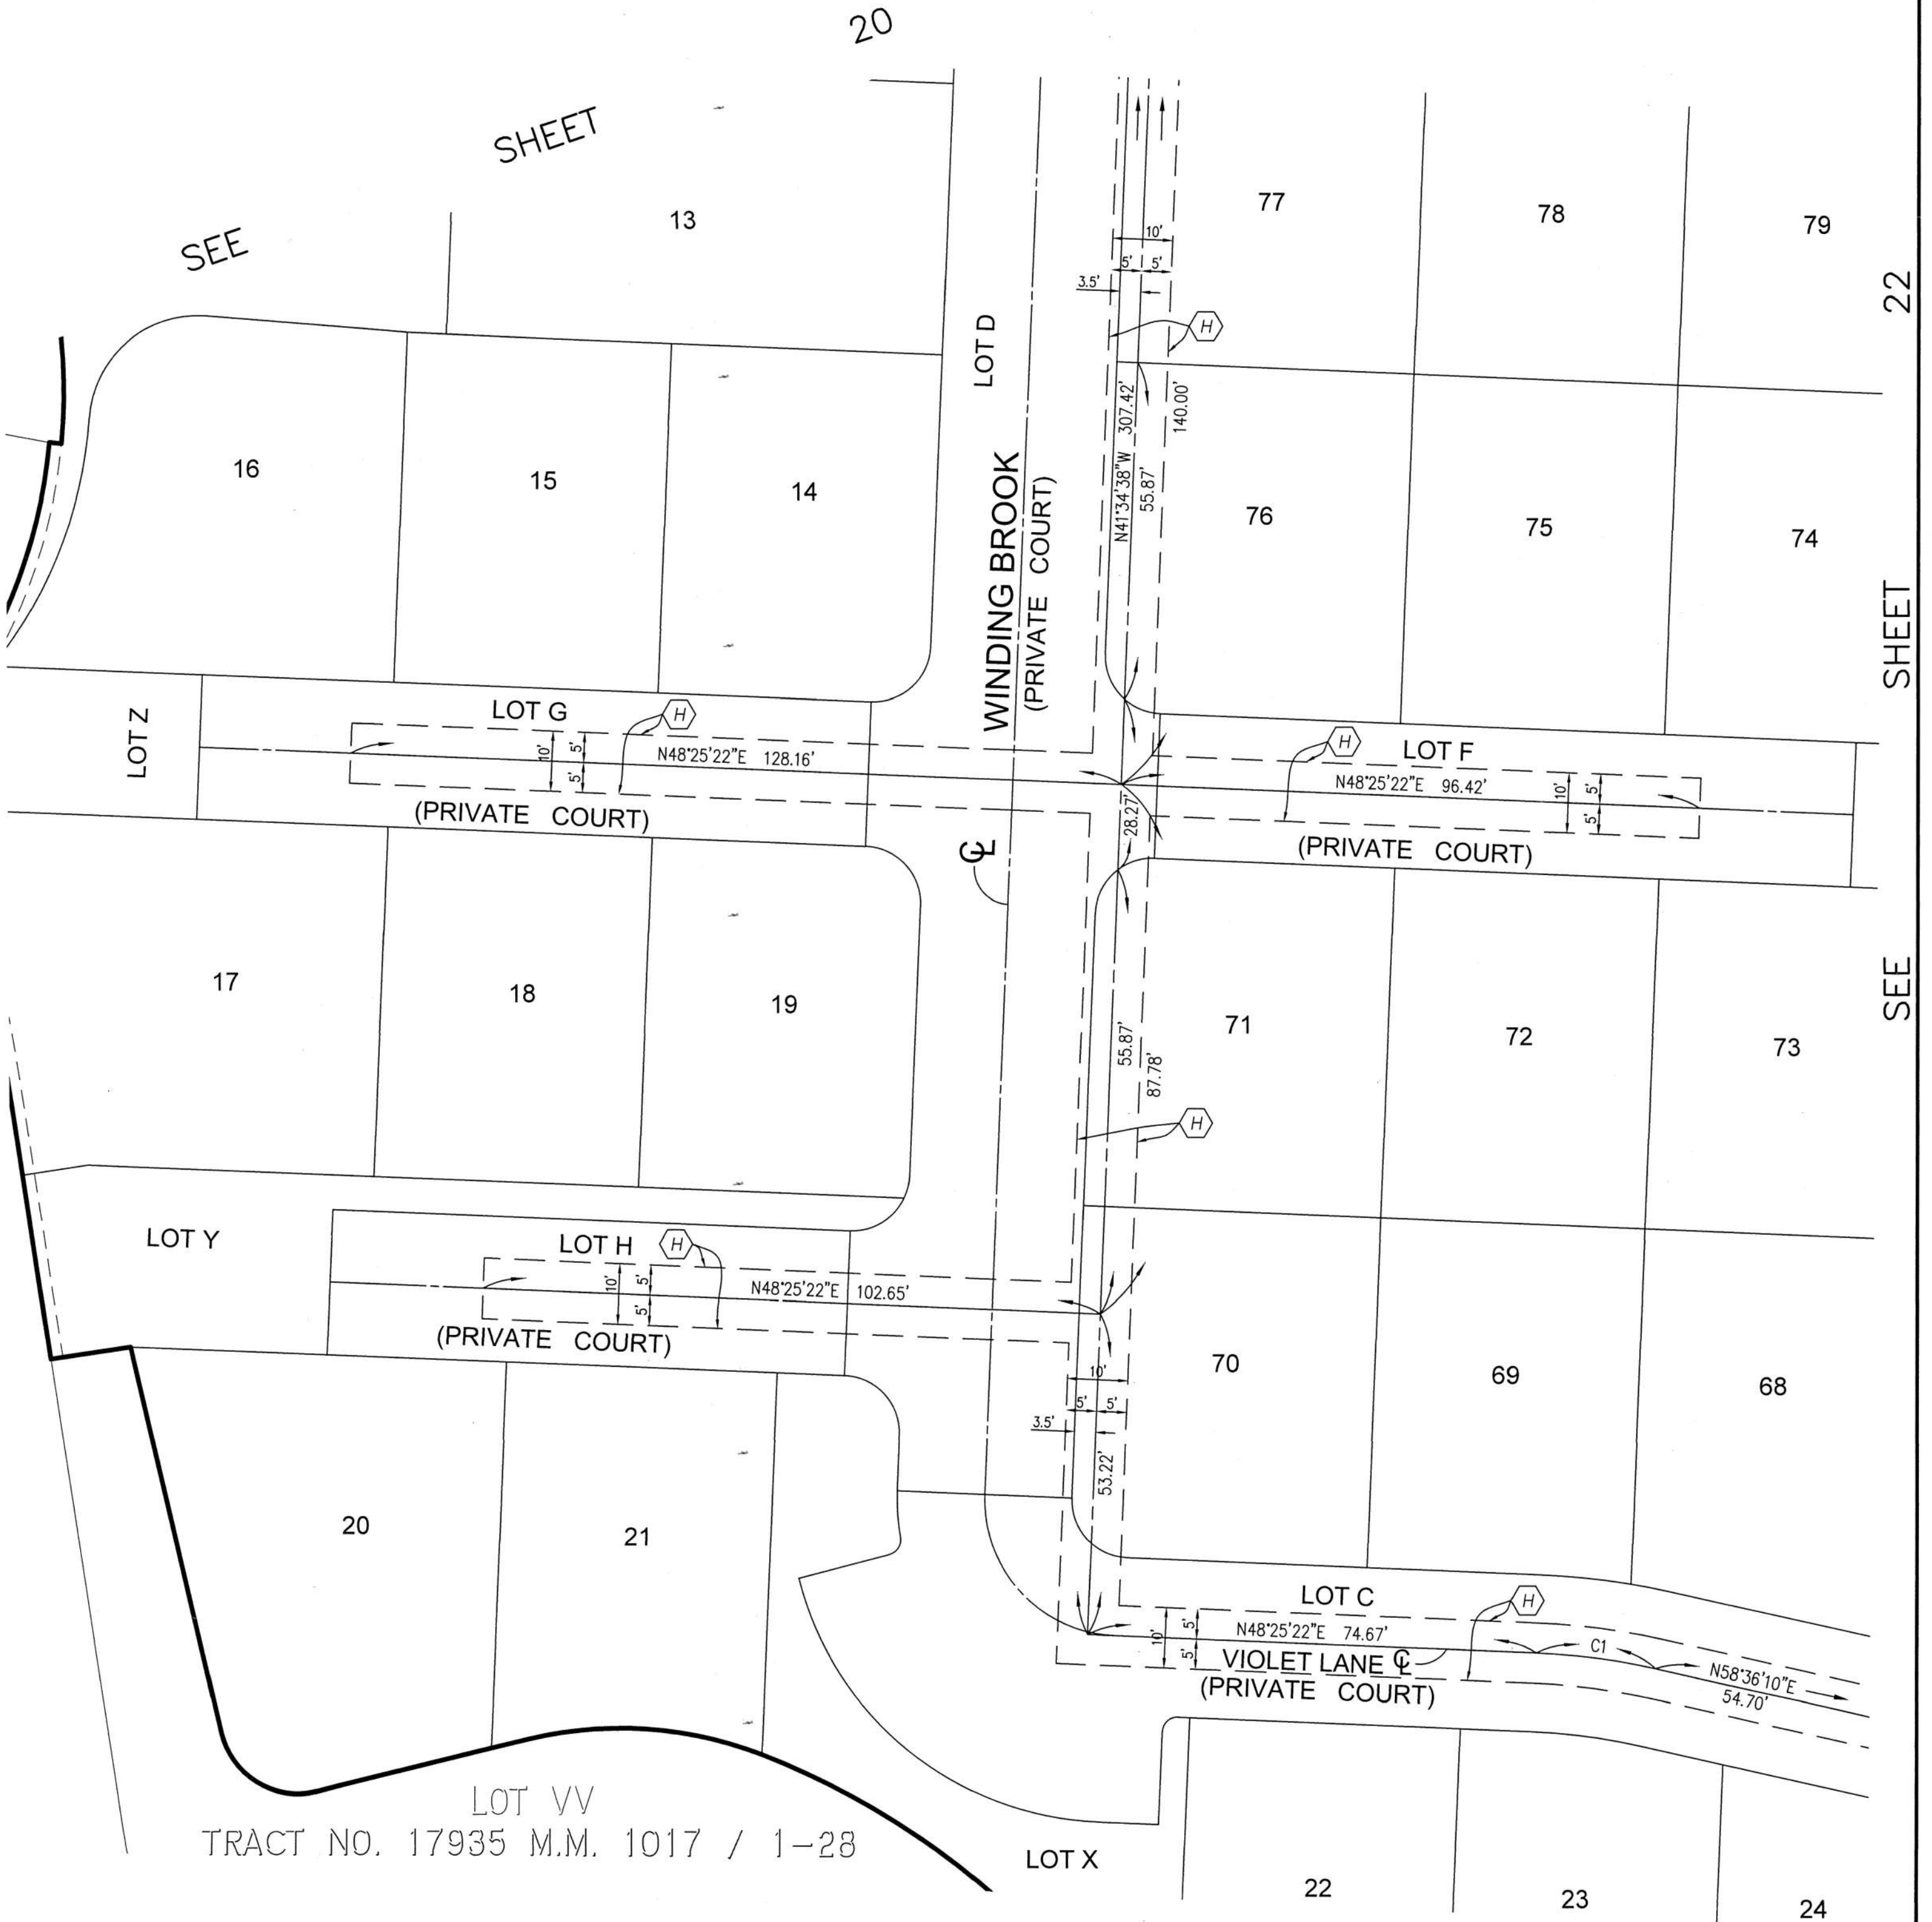 20
SHEET
SEE
13
77
78
79
22
10'
5' 5'
3.5'
H
LOT D
16
15
14
WINDING BROOK
(PRIVATE COURT)
N41°34'38"W 307.42'
55.87'
140.00'
76
75
74
SHEET
LOT Z
LOT G
H
10'
5'
5'
N48°25'22"E 128.16'
(PRIVATE COURT)
H
LOT F
N48°25'22"E 96.42'
10'
5'
5'
(PRIVATE COURT)
28.27'
CL
SEE
17
18
19
71
72
73
55.87'
87.78'
H
LOT Y
LOT H
H
10'
5'
5'
N48°25'22"E 102.65'
(PRIVATE COURT)
70
69
68
10'
5' 5'
3.5'
53.22'
20
21
LOT C
H
10'
5'
5'
N48°25'22"E 74.67'
C1
VIOLET LANE CL
(PRIVATE COURT)
N58°36'10"E
54.70'
LOT VV
TRACT NO. 17935 M.M. 1017 / 1-28
LOT X
22
23
24